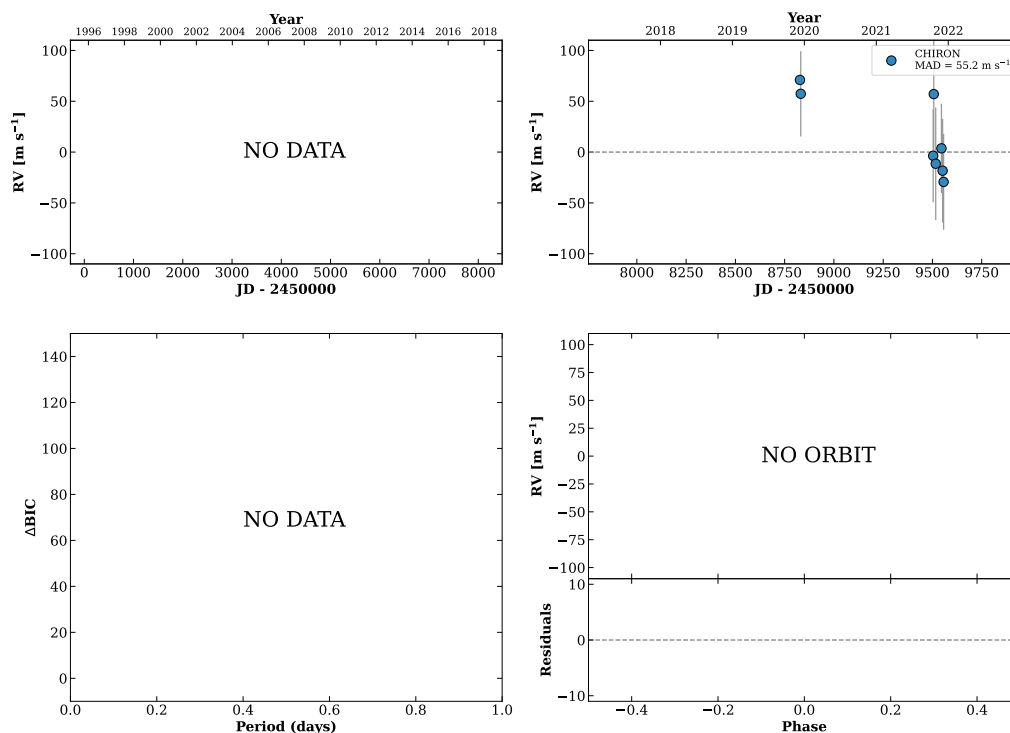 Year
1996 1998 2000 2002 2004 2006 2008 2010 2012 2014 2016 2018
100
50
0
−50
−100
RV [m s⁻¹]
NO DATA
0 1000 2000 3000 4000 5000 6000 7000 8000
JD - 2450000
Year
2018 2019 2020 2021 2022
100
50
0
−50
−100
RV [m s⁻¹]
CHIRON
MAD = 55.2 m s⁻¹
8000 8250 8500 8750 9000 9250 9500 9750
JD - 2450000
140
120
100
80
60
40
20
0
ΔBIC
NO DATA
0.0 0.2 0.4 0.6 0.8 1.0
Period (days)
100
75
50
25
0
−25
−50
−75
−100
RV [m s⁻¹]
NO ORBIT
10
0
−10
Residuals
−0.4 −0.2 0.0 0.2 0.4
Phase